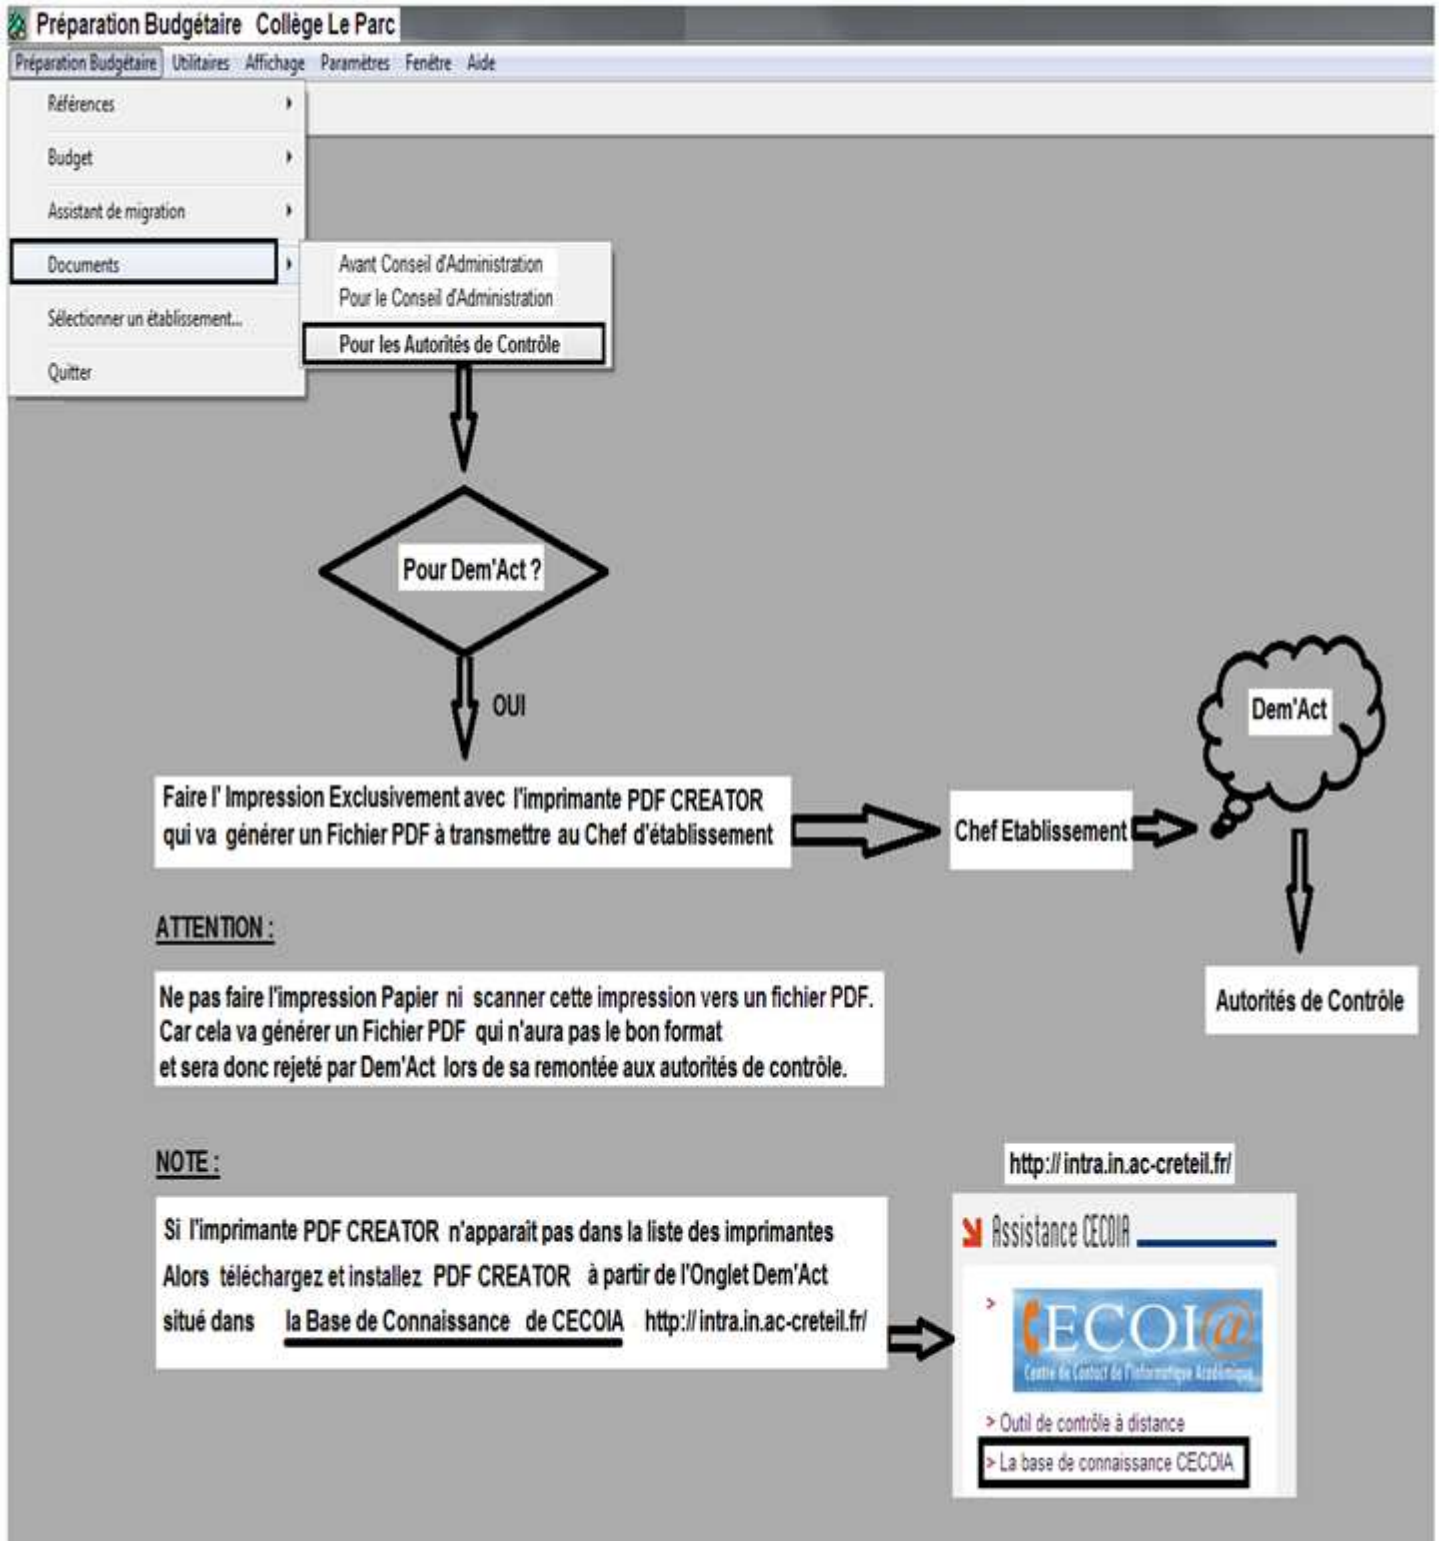 Préparation Budgétaire Collège Le Parc
Préparation Budgétaire Utilitaires Affichage Paramètres Fenêtre Aide
Références
Budget
Assistant de migration
Documents
Sélectionner un établissement...
Quitter
Avant Conseil d'Administration
Pour le Conseil d'Administration
Pour les Autorités de Contrôle
Pour Dem'Act ?
OUI
Faire l' Impression Exclusivement avec l'imprimante PDF CREATOR
qui va générer un Fichier PDF à transmettre au Chef d'établissement
Chef Etablissement
Dem'Act
Autorités de Contrôle
ATTENTION :
Ne pas faire l'impression Papier ni scanner cette impression vers un fichier PDF.
Car cela va générer un Fichier PDF qui n'aura pas le bon format
et sera donc rejeté par Dem'Act lors de sa remontée aux autorités de contrôle.
NOTE :
Si l'imprimante PDF CREATOR n'apparaît pas dans la liste des imprimantes
Alors téléchargez et installez PDF CREATOR à partir de l'Onglet Dem'Act
situé dans la Base de Connaissance de CECOIA http://intra.in.ac-creteil.fr/
http://intra.in.ac-creteil.fr/
Assistance CECOIA
> CECOI@
Centre de Contact de l'Informatique Académique
> Outil de contrôle à distance
> La base de connaissance CECOIA